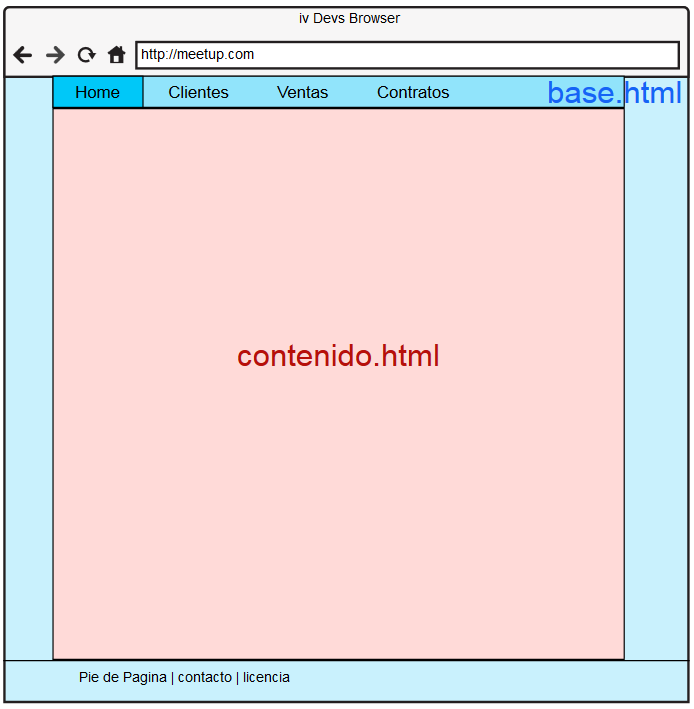 iv Devs Browser
http://meetup.com
Home Clientes Ventas Contratos base.html
contenido.html
Pie de Pagina | contacto | licencia